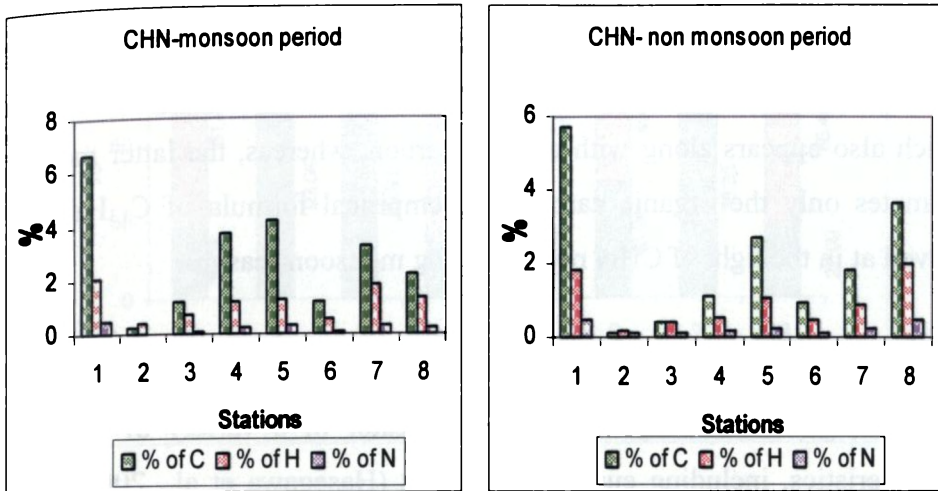 CHN-monsoon period
8
6
4
2
0
%
1 2 3 4 5 6 7 8
Stations
% of C % of H % of N
CHN- non monsoon period
6
4
2
0
%
1 2 3 4 5 6 7 8
Stations
% of C % of H % of N